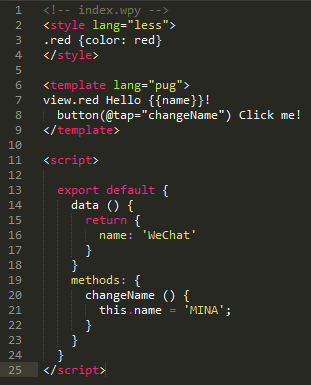 1 <!-- index.wpy -->
2 <style lang="less">
3 .red {color: red}
4 </style>
5
6 <template lang="pug">
7 view.red Hello {{name}}!
8   button(@tap="changeName") Click me!
9 </template>
10
11 <script>
12
13   export default {
14     data () {
15       return {
16         name: 'WeChat'
17       }
18     }
19     methods: {
20       changeName () {
21         this.name = 'MINA';
22       }
23     }
24   }
25 </script>